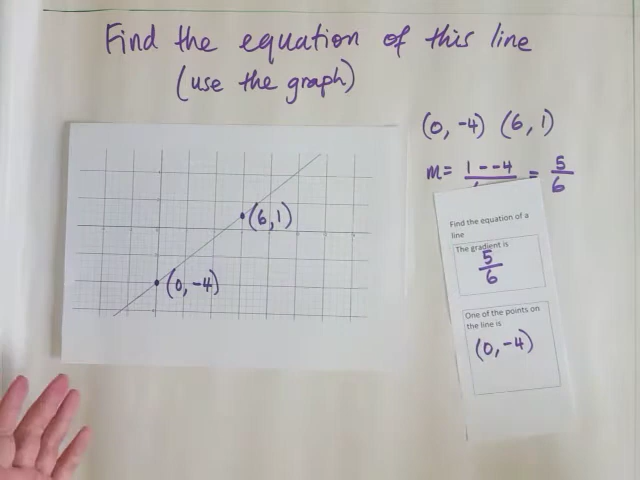 Find the equation of this line
(use the graph)
(0, -4) (6, 1)
m = 1 - -4 = 5/6
(6, 1)
(0, -4)
Find the equation of a
line
The gradient is
5/6
One of the points on
the line is
(0, -4)